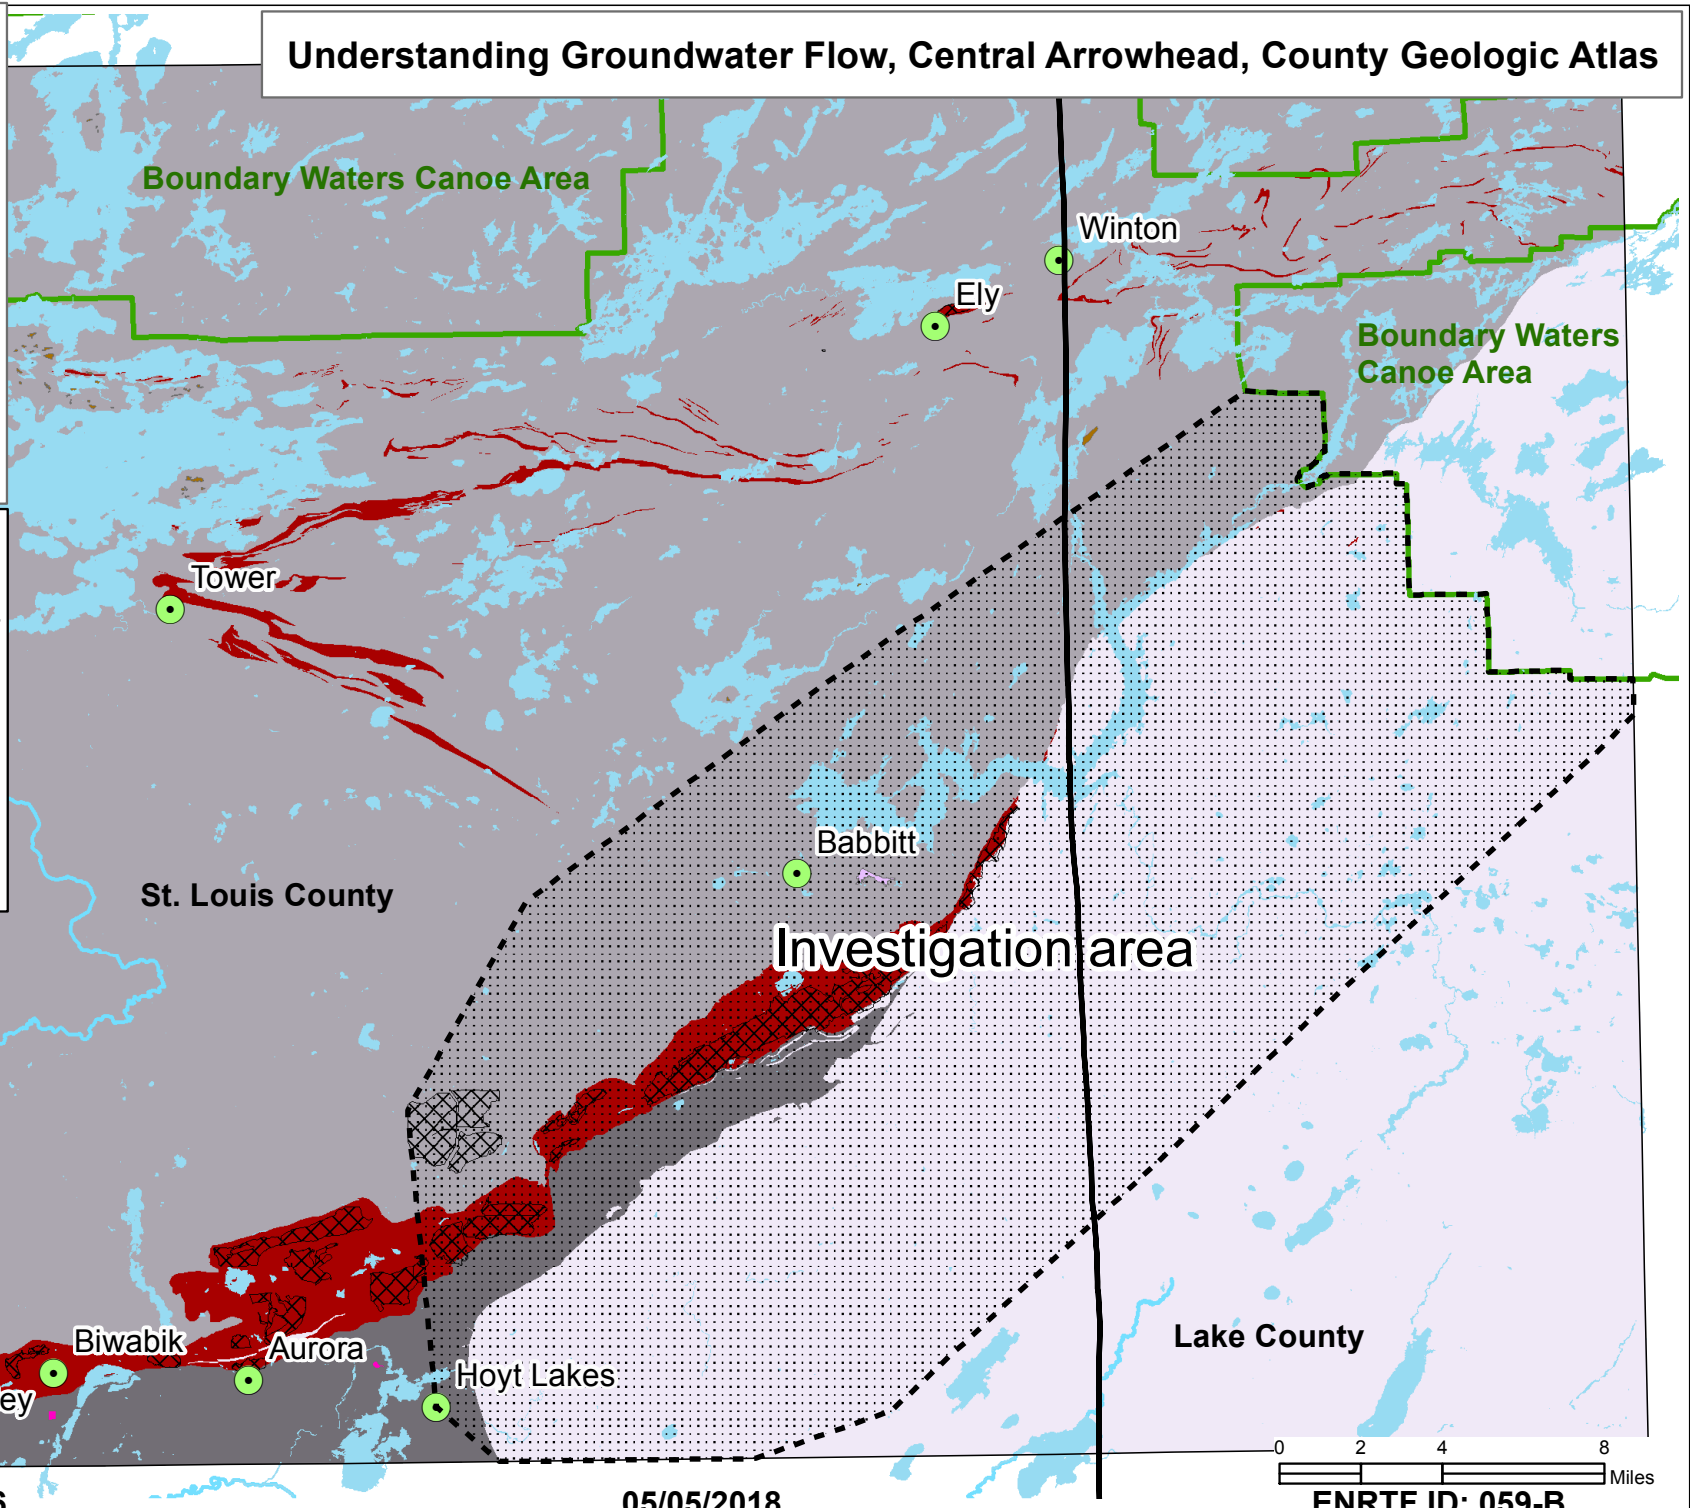 Understanding Groundwater Flow, Central Arrowhead, County Geologic Atlas
Boundary Waters Canoe Area
Winton
Ely
Boundary Waters
Canoe Area
Tower
Babbitt
St. Louis County
Investigation area
Biwabik
Aurora
Lake County
Hoyt Lakes
ey
0 2 4 8
Miles
05/05/2018
ENRTF ID: 059-B